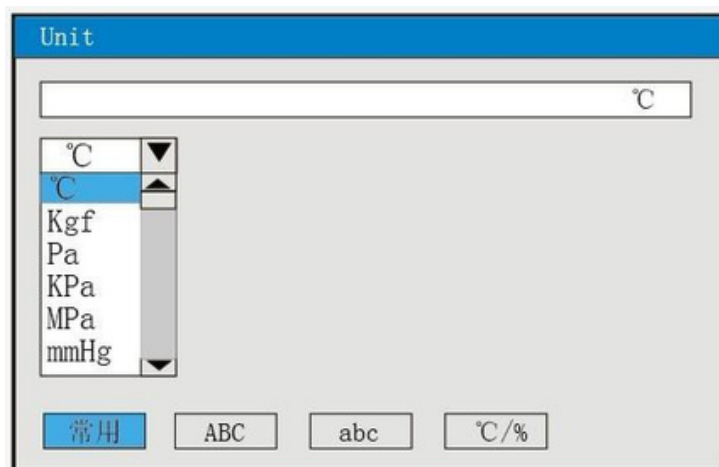 Unit
℃
℃
℃
Kgf
Pa
KPa
MPa
mmHg
常用 ABC abc ℃/%